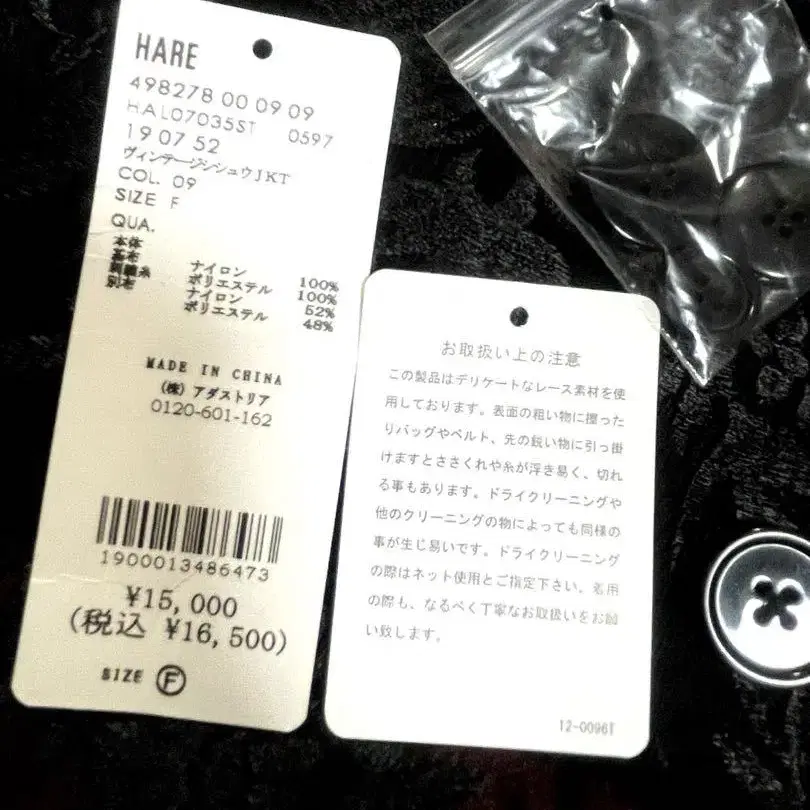 HARE
498278 00 09 09
HAL07035ST 0597
19 07 52
ヴィンテージシシュウJKT
COL. 09
SIZE F
QUA.
本体
基布 ナイロン 100%
刺繍糸 ポリエステル 100%
別布 ナイロン 52%
ポリエステル 48%
MADE IN CHINA
(株) アダストリア
0120-601-162
1900013486473
¥15,000
(税込 ¥16,500)
SIZE F
お取扱い上の注意
この製品はデリケートなレース素材を使
用しております。表面の粗い物に擦った
りバッグやベルト、先の鋭い物に引っ掛
けますとささくれや糸が浮き易く、切れ
る事もあります。ドライクリーニングや
他のクリーニングの物によっても同様の
事が生じ易いです。ドライクリーニング
の際はネット使用とご指定下さい。着用
の際も、なるべく丁寧なお取扱いをお願
い致します。
12-0096T